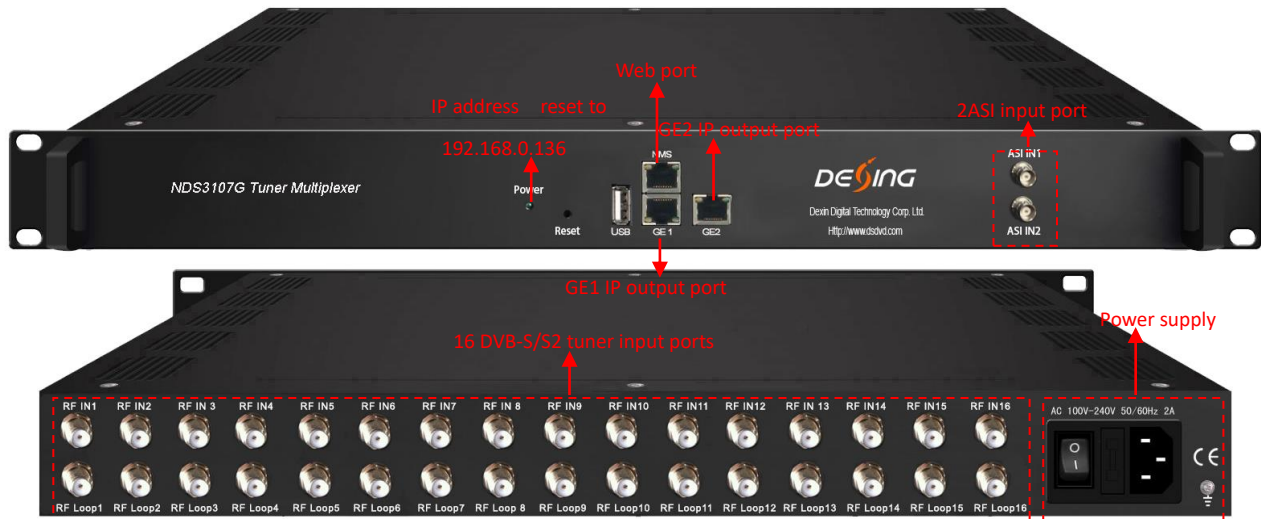 Web port
IP address reset to
2ASI input port
GE2 IP output port
192.168.0.136
NMS
ASI IN1
NDS3107G Tuner Multiplexer
Power
DESING
Dexin Digital Technology Corp. Ltd.
Http://www.dsdvd.com
Reset
USB
GE 1
GE2
ASI IN2
GE1 IP output port
Power supply
16 DVB-S/S2 tuner input ports
RF IN1 RF IN2 RF IN 3 RF IN4 RF IN5 RF IN6 RF IN7 RF IN 8 RF IN9 RF IN10 RF IN11 RF IN12 RF IN 13 RF IN14 RF IN15 RF IN16
AC 100V-240V 50/60Hz 2A
CE
RF Loop1 RF Loop2 RF Loop3 RF Loop4 RF Loop5 RF Loop6 RF Loop7 RF Loop 8 RF Loop9 RF Loop10 RF Loop11 RF Loop12 RF Loop13 RF Loop14 RF Loop15 RF Loop16